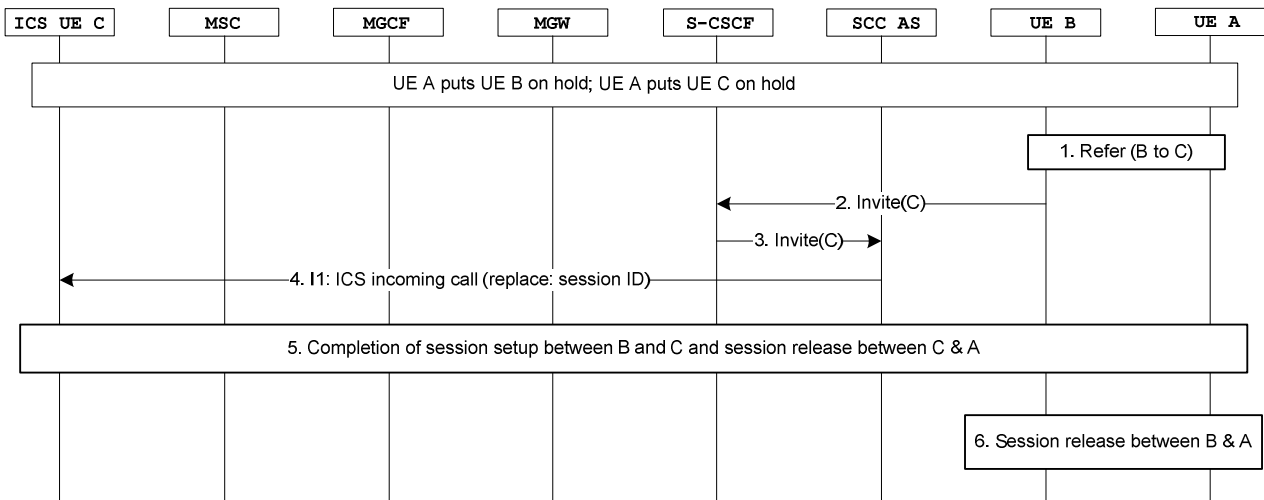 ICS UE C
MSC
MGCF
MGW
S-CSCF
SCC AS
UE B
UE A
UE A puts UE B on hold; UE A puts UE C on hold
1. Refer (B to C)
2. Invite(C)
3. Invite(C)
4. I1: ICS incoming call (replace: session ID)
5. Completion of session setup between B and C and session release between C & A
6. Session release between B & A